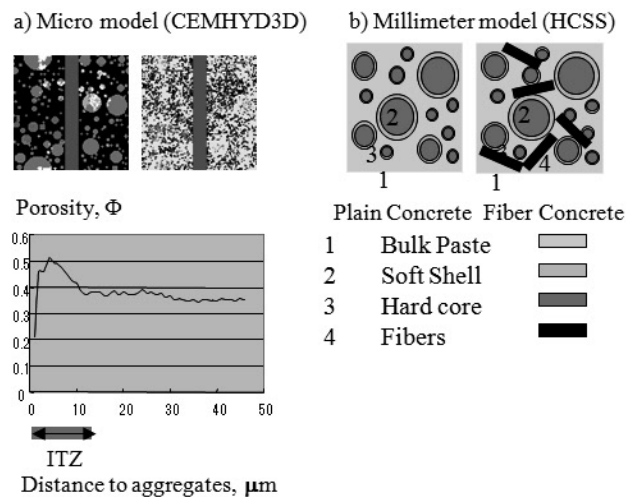 a) Micro model (CEMHYD3D)
b) Millimeter model (HCSS)
2
3
1
2
4
1
Porosity, Φ
0.6
0.5
0.4
0.3
0.2
0.1
0
0 10 20 30 40 50
ITZ
Distance to aggregates, μm
Plain Concrete Fiber Concrete
1 Bulk Paste
2 Soft Shell
3 Hard core
4 Fibers